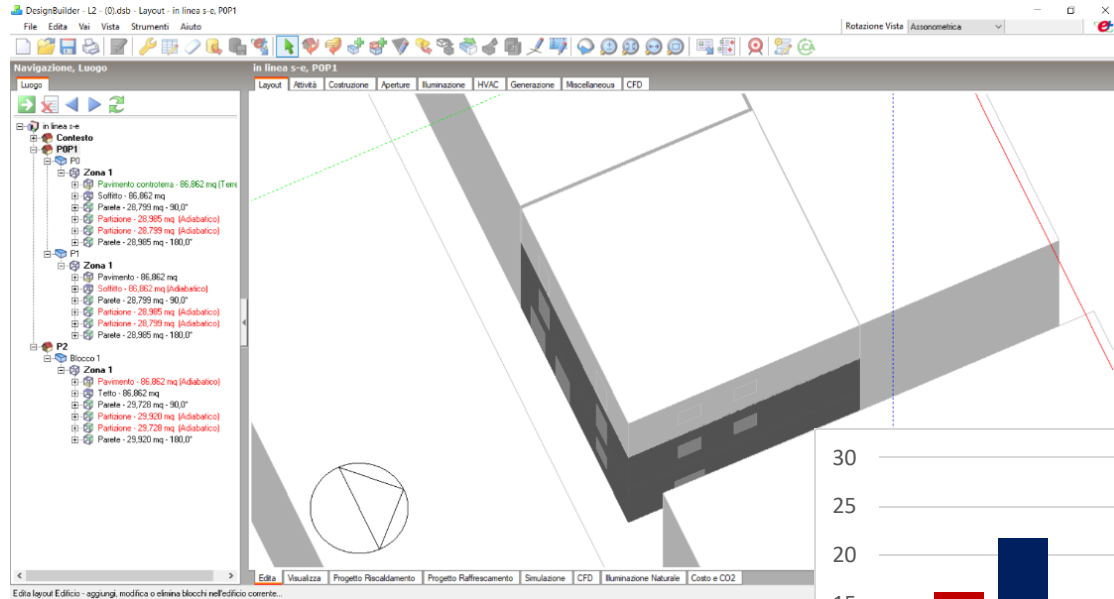 DesignBuilder - L2 - (0).dsb - Layout - in linea s-e, P0P1
File Edita Vai Vista Strumenti Aiuto
Rotazione Vista Assonometrica
Navigazione, Luogo
in linea s-e, P0P1
Luogo
Layout Attività Costruzione Aperture Illuminazione HVAC Generazione Miscellaneous CFD
in linea s-e
Contesto
P0P1
P0
Zona 1
Pavimento controterra - 86,862 mq (Terre
Soffitto - 86,862 mq
Parete - 28,799 mq - 90,0°
Partizione - 28,985 mq (Adiabatico)
Partizione - 28,799 mq (Adiabatico)
Parete - 28,985 mq - 180,0°
P1
Zona 1
Pavimento - 86,862 mq
Soffitto - 86,862 mq (Adiabatico)
Parete - 28,799 mq - 90,0°
Partizione - 28,985 mq (Adiabatico)
Partizione - 28,799 mq (Adiabatico)
Parete - 28,985 mq - 180,0°
P2
Blocco 1
Zona 1
Pavimento - 86,862 mq (Adiabatico)
Tetto - 86,862 mq
Parete - 29,728 mq - 90,0°
Partizione - 29,920 mq (Adiabatico)
Partizione - 29,728 mq (Adiabatico)
Parete - 29,920 mq - 180,0°
30
25
20
15
Edita Visualizza Progetto Riscaldamento Progetto Raffrescamento Simulazione CFD Illuminazione Naturale Costo e CO2
Edita layout Edificio - aggiungi, modifica o elimina blocchi nell'edificio corrente...